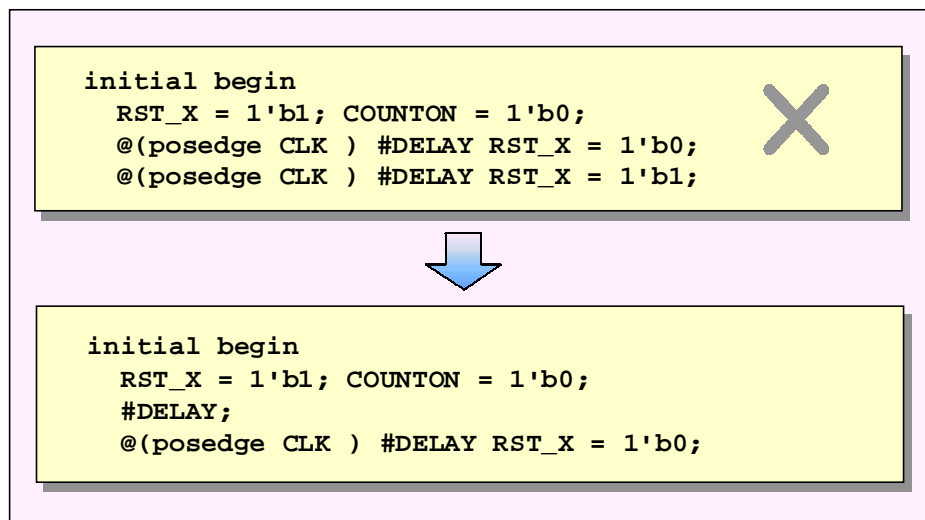 initial begin
RST_X = 1'b1; COUNTON = 1'b0;
@(posedge CLK ) #DELAY RST_X = 1'b0;
@(posedge CLK ) #DELAY RST_X = 1'b1;
initial begin
RST_X = 1'b1; COUNTON = 1'b0;
#DELAY;
@(posedge CLK ) #DELAY RST_X = 1'b0;